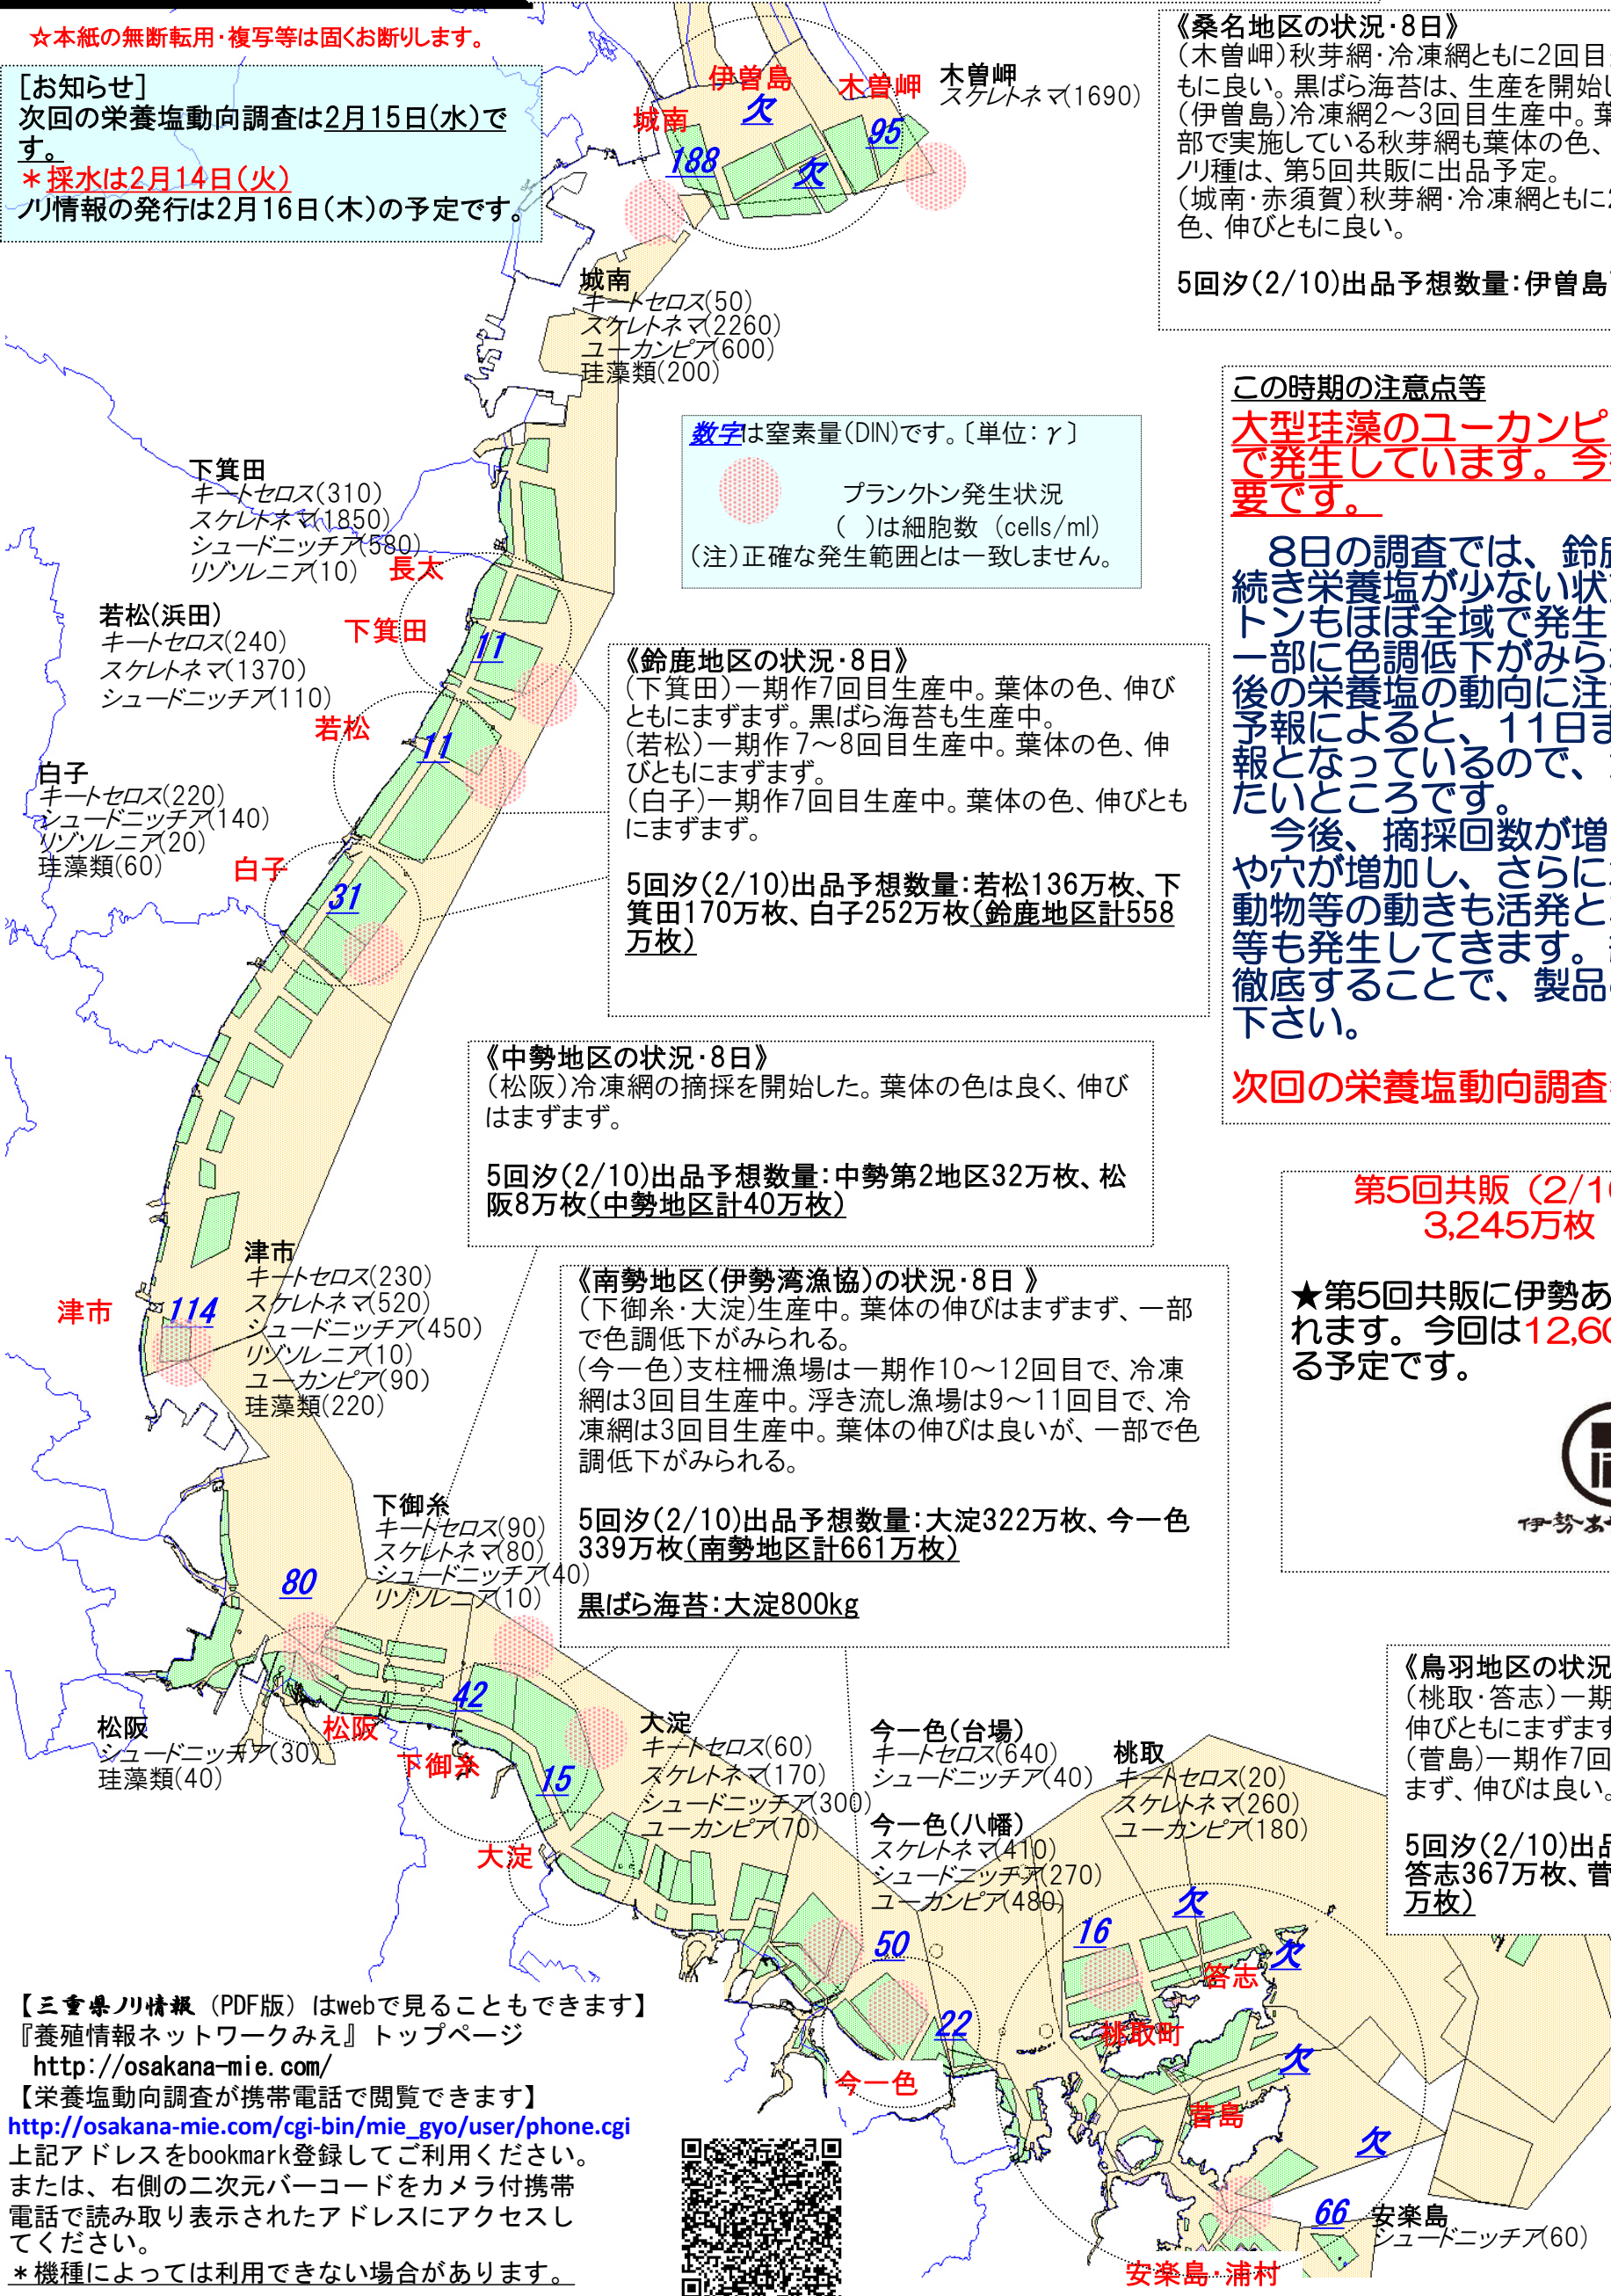 ☆本紙の無断転用・複写等は固くお断りします。
[お知らせ]
次回の栄養塩動向調査は2月15日(水)で
す。
＊採水は2月14日(火)
ノリ情報の発行は2月16日(木)の予定です。
伊曽島
木曽岬
城南
欠
95
188
欠
木曽岬
スケレトネマ(1690)
《桑名地区の状況・8日》
(木曽岬)秋芽網・冷凍網ともに2回目
もに良い。黒ばら海苔は、生産を開始し
(伊曽島)冷凍網2～3回目生産中。葉
部で実施している秋芽網も葉体の色、
ノリ種は、第5回共販に出品予定。
(城南・赤須賀)秋芽網・冷凍網ともに2
色、伸びともに良い。
5回汐(2/10)出品予想数量：伊曽島
城南
キートセロス(50)
スケレトネマ(2260)
ユーカンピア(600)
珪藻類(200)
数字は窒素量(DIN)です。〔単位：γ〕
プランクトン発生状況
( )は細胞数 (cells/ml)
(注)正確な発生範囲とは一致しません。
この時期の注意点等
大型珪藻のユーカンピ
で発生しています。今
要です。
8日の調査では、鈴鹿
続き栄養塩が少ない状
トンもほぼ全域で発生
一部に色調低下がみら
後の栄養塩の動向に注
予報によると、11日ま
報となっているので、
たいところです。
今後、摘採回数が増
や穴が増加し、さらに
動物等の動きも活発と
等も発生してきます。
徹底することで、製品
下さい。
次回の栄養塩動向調査
下箕田
キートセロス(310)
スケレトネマ(1850)
シュードニッチア(580)
リゾソレニア(10)
長太
下箕田
11
若松(浜田)
キートセロス(240)
スケレトネマ(1370)
シュードニッチア(110)
若松
11
白子
キートセロス(220)
シュードニッチア(140)
リゾソレニア(20)
珪藻類(60)
白子
31
《鈴鹿地区の状況・8日》
(下箕田)一期作7回目生産中。葉体の色、伸び
ともにまずまず。黒ばら海苔も生産中。
(若松)一期作 7～8回目生産中。葉体の色、伸
びともにまずまず。
(白子)一期作7回目生産中。葉体の色、伸びとも
にまずまず。
5回汐(2/10)出品予想数量：若松136万枚、下
箕田170万枚、白子252万枚(鈴鹿地区計558
万枚)
《中勢地区の状況・8日》
(松阪)冷凍網の摘採を開始した。葉体の色は良く、伸び
はまずまず。
5回汐(2/10)出品予想数量：中勢第2地区32万枚、松
阪8万枚(中勢地区計40万枚)
第5回共販（2/10
3,245万枚
★第5回共販に伊勢あ
れます。今回は12,60
る予定です。
伊勢あ
津市
114
津市
キートセロス(230)
スケレトネマ(520)
シュードニッチア(450)
リゾソレニア(10)
ユーカンピア(90)
珪藻類(220)
《南勢地区(伊勢湾漁協)の状況・8日 》
(下御糸・大淀)生産中。葉体の伸びはまずまず、一部
で色調低下がみられる。
(今一色)支柱柵漁場は一期作10～12回目で、冷凍
網は3回目生産中。浮き流し漁場は9～11回目で、冷
凍網は3回目生産中。葉体の伸びは良いが、一部で色
調低下がみられる。
5回汐(2/10)出品予想数量：大淀322万枚、今一色
339万枚(南勢地区計661万枚)
黒ばら海苔：大淀800kg
下御糸
キートセロス(90)
スケレトネマ(80)
シュードニッチア(40)
リゾソレニア(10)
80
松阪
シュードニッチア(30)
珪藻類(40)
松阪
42
下御糸
15
大淀
大淀
キートセロス(60)
スケレトネマ(170)
シュードニッチア(300)
ユーカンピア(70)
今一色(台場)
キートセロス(640)
シュードニッチア(40)
今一色(八幡)
スケレトネマ(410)
シュードニッチア(270)
ユーカンピア(480)
桃取
キートセロス(20)
スケレトネマ(260)
ユーカンピア(180)
《鳥羽地区の状況
(桃取・答志)一期
伸びともにまずまず
(菅島)一期作7回
まず、伸びは良い。
5回汐(2/10)出品
答志367万枚、菅
万枚)
50
22
今一色
16
欠
欠
答志
桃取町
欠
菅島
欠
66
安楽島
シュードニッチア(60)
安楽島・浦村
【三重県ノリ情報（PDF版）はwebで見ることもできます】
『養殖情報ネットワークみえ』トップページ
http://osakana-mie.com/
【栄養塩動向調査が携帯電話で閲覧できます】
http://osakana-mie.com/cgi-bin/mie_gyo/user/phone.cgi
上記アドレスをbookmark登録してご利用ください。
または、右側の二次元バーコードをカメラ付携帯
電話で読み取り表示されたアドレスにアクセスし
てください。
＊機種によっては利用できない場合があります。